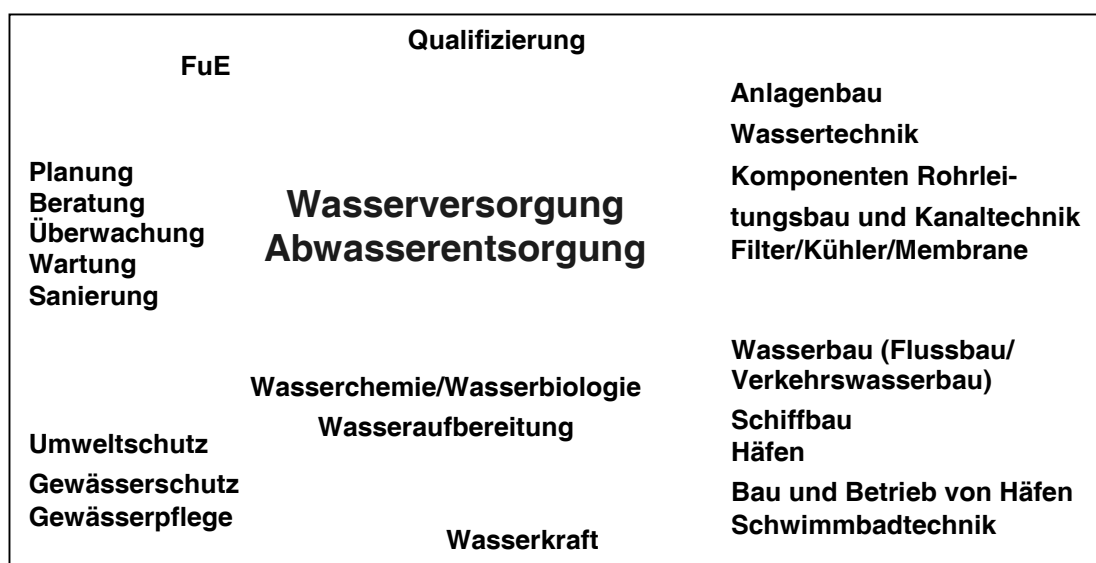 Qualifizierung
FuE
Anlagenbau
Wassertechnik
Komponenten Rohrlei-
tungsbau und Kanaltechnik
Filter/Kühler/Membrane
Planung
Beratung
Überwachung
Wartung
Sanierung
Wasserversorgung
Abwasserentsorgung
Wasserbau (Flussbau/
Verkehrswasserbau)
Schiffbau
Häfen
Bau und Betrieb von Häfen
Schwimmbadtechnik
Wasserchemie/Wasserbiologie
Wasseraufbereitung
Umweltschutz
Gewässerschutz
Gewässerpflege
Wasserkraft